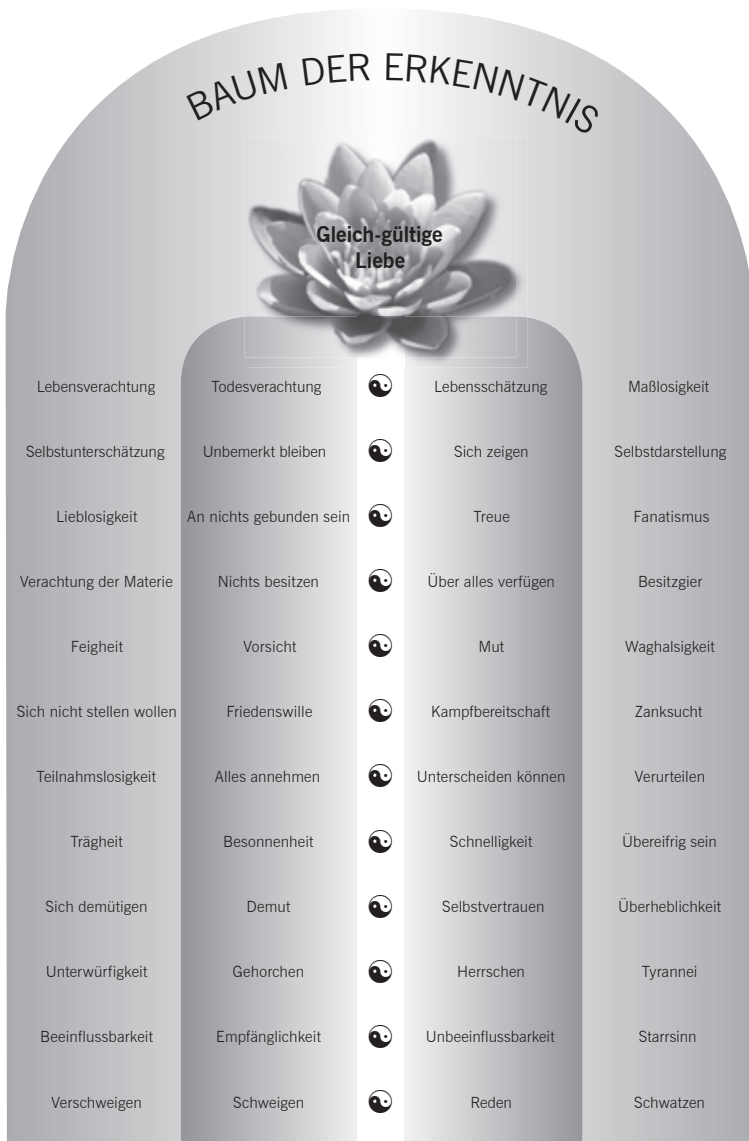 BAUM DER ERKENNTNIS
Gleich-gültige
Liebe
Lebensverachtung Todesverachtung Lebensschätzung Maßlosigkeit
Selbstunterschätzung Unbemerkt bleiben Sich zeigen Selbstdarstellung
Lieblosigkeit An nichts gebunden sein Treue Fanatismus
Verachtung der Materie Nichts besitzen Über alles verfügen Besitzgier
Feigheit Vorsicht Mut Waghalsigkeit
Sich nicht stellen wollen Friedenswille Kampfbereitschaft Zanksucht
Teilnahmslosigkeit Alles annehmen Unterscheiden können Verurteilen
Trägheit Besonnenheit Schnelligkeit Übereifrig sein
Sich demütigen Demut Selbstvertrauen Überheblichkeit
Unterwürfigkeit Gehorchen Herrschen Tyrannei
Beeinflussbarkeit Empfänglichkeit Unbeeinflussbarkeit Starrsinn
Verschweigen Schweigen Reden Schwatzen